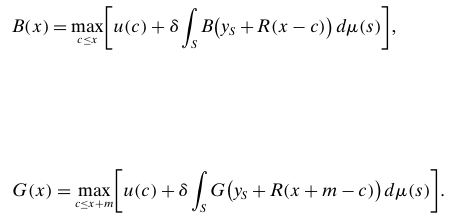 B(x) = max_{c≤x} [ u(c) + δ ∫_S B(y_S + R(x − c)) dμ(s) ],
G(x) = max_{c≤x+m} [ u(c) + δ ∫_S G(y_S + R(x + m − c)) dμ(s) ].